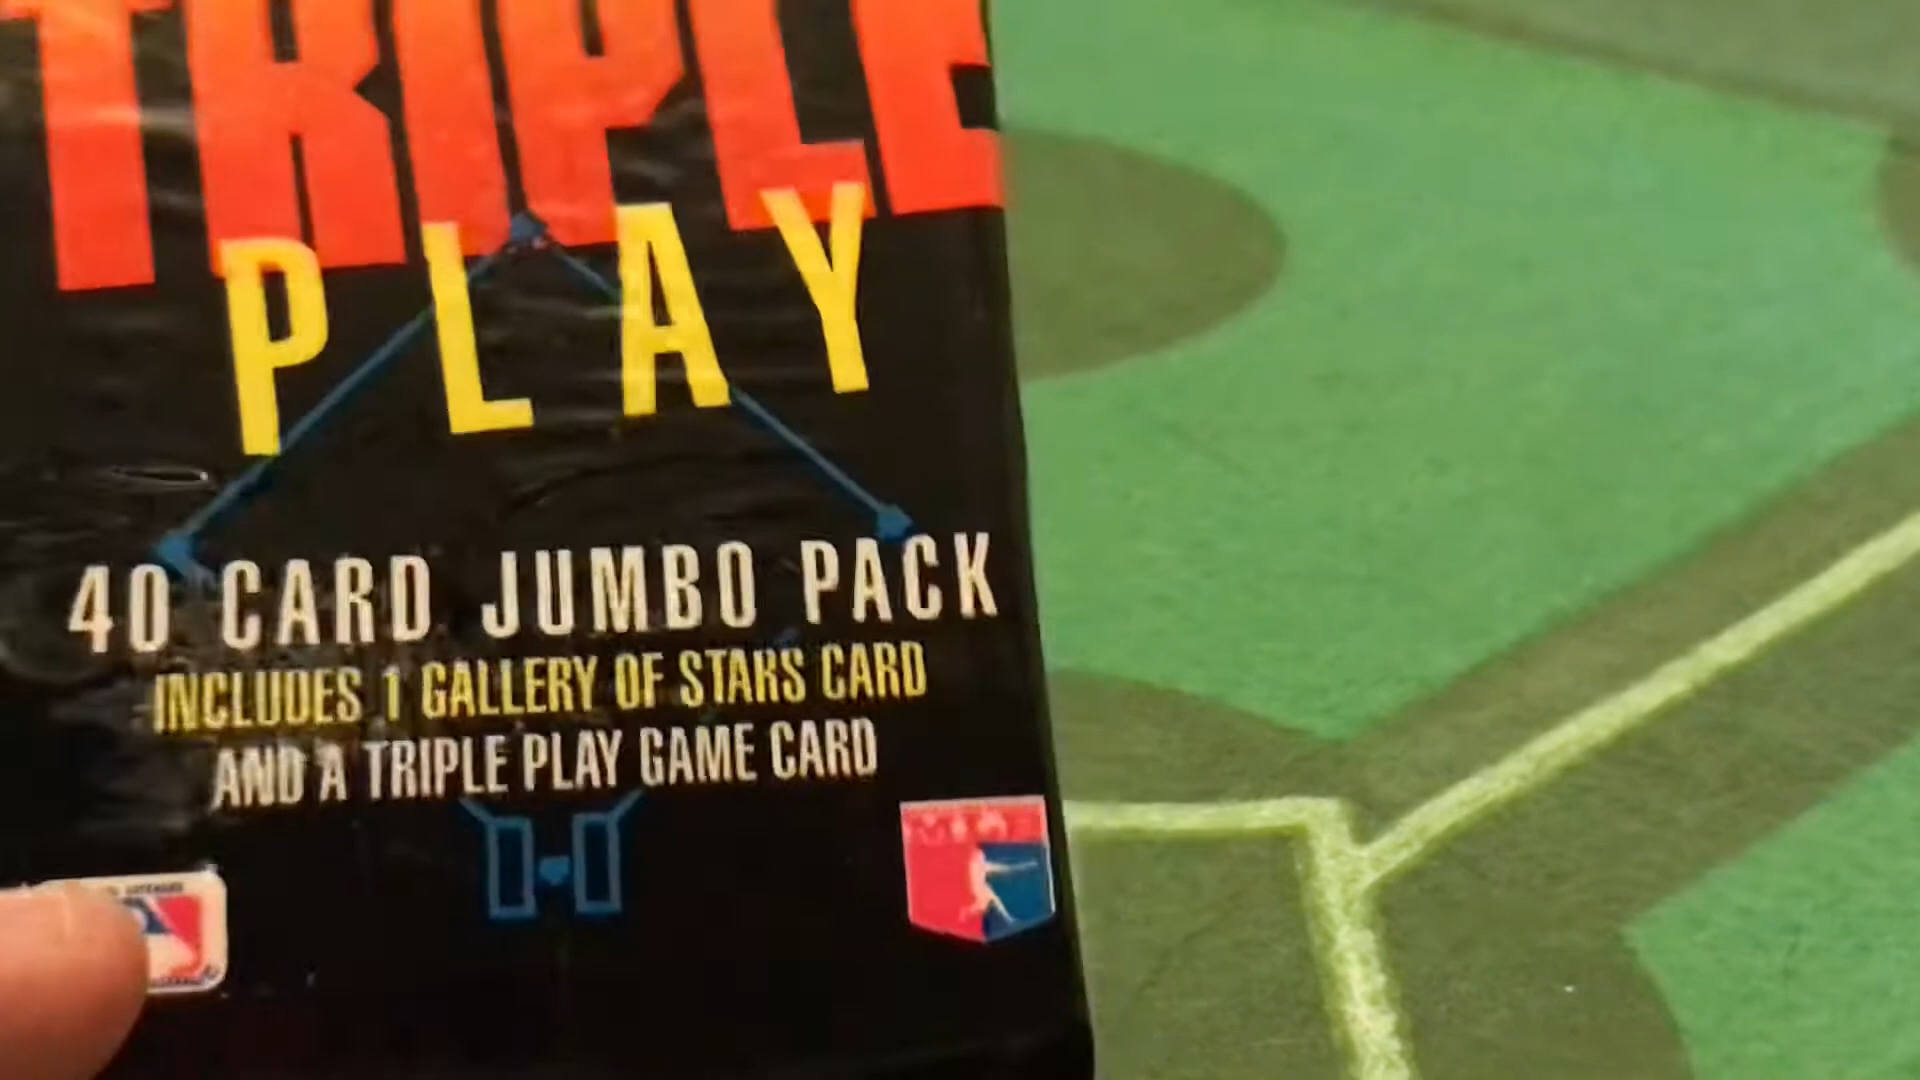 TRIPLE
PLAY
40 CARD JUMBO PACK
INCLUDES 1 GALLERY OF STARS CARD
AND A TRIPLE PLAY GAME CARD